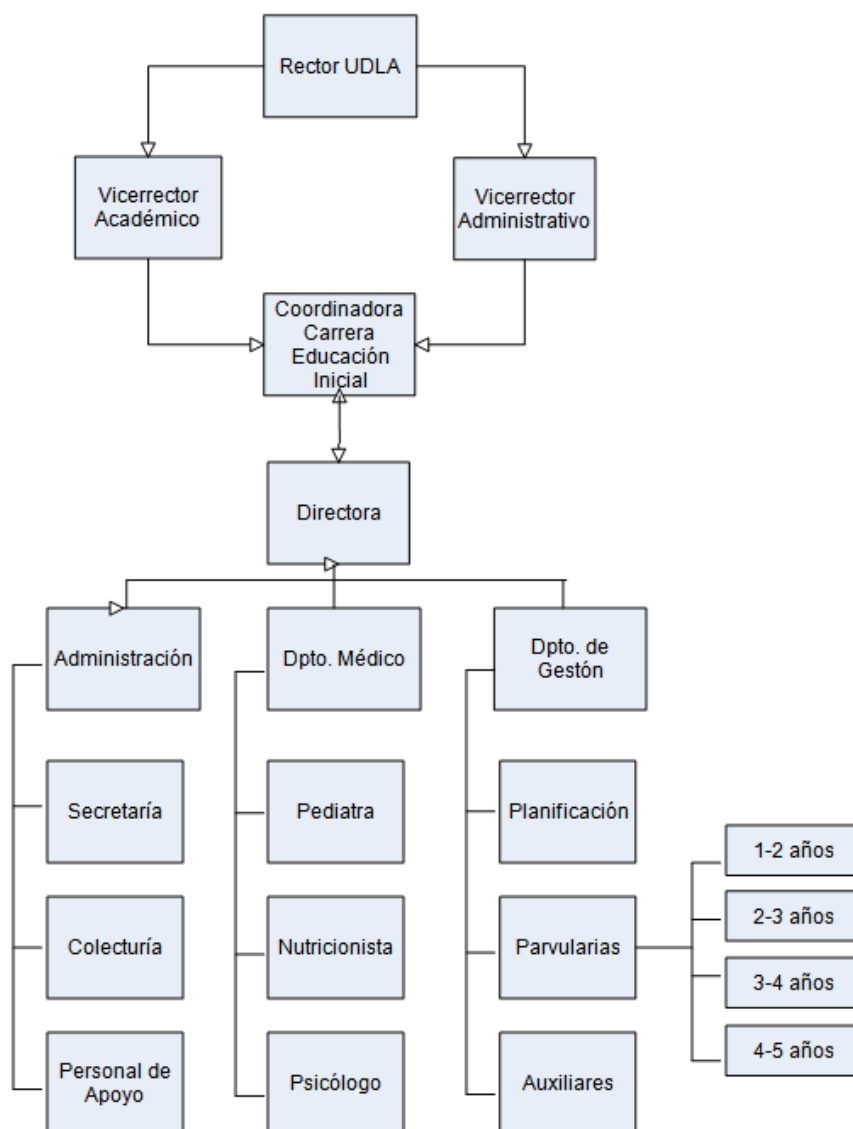 Rector UDLA
Vicerrector
Académico
Vicerrector
Administrativo
Coordinadora
Carrera
Educación
Inicial
Directora
Administración
Dpto. Médico
Dpto. de
Gestón
Secretaría
Pediatra
Planificación
1-2 años
2-3 años
Colecturía
Nutricionista
Parvularias
3-4 años
4-5 años
Personal de
Apoyo
Psicólogo
Auxiliares